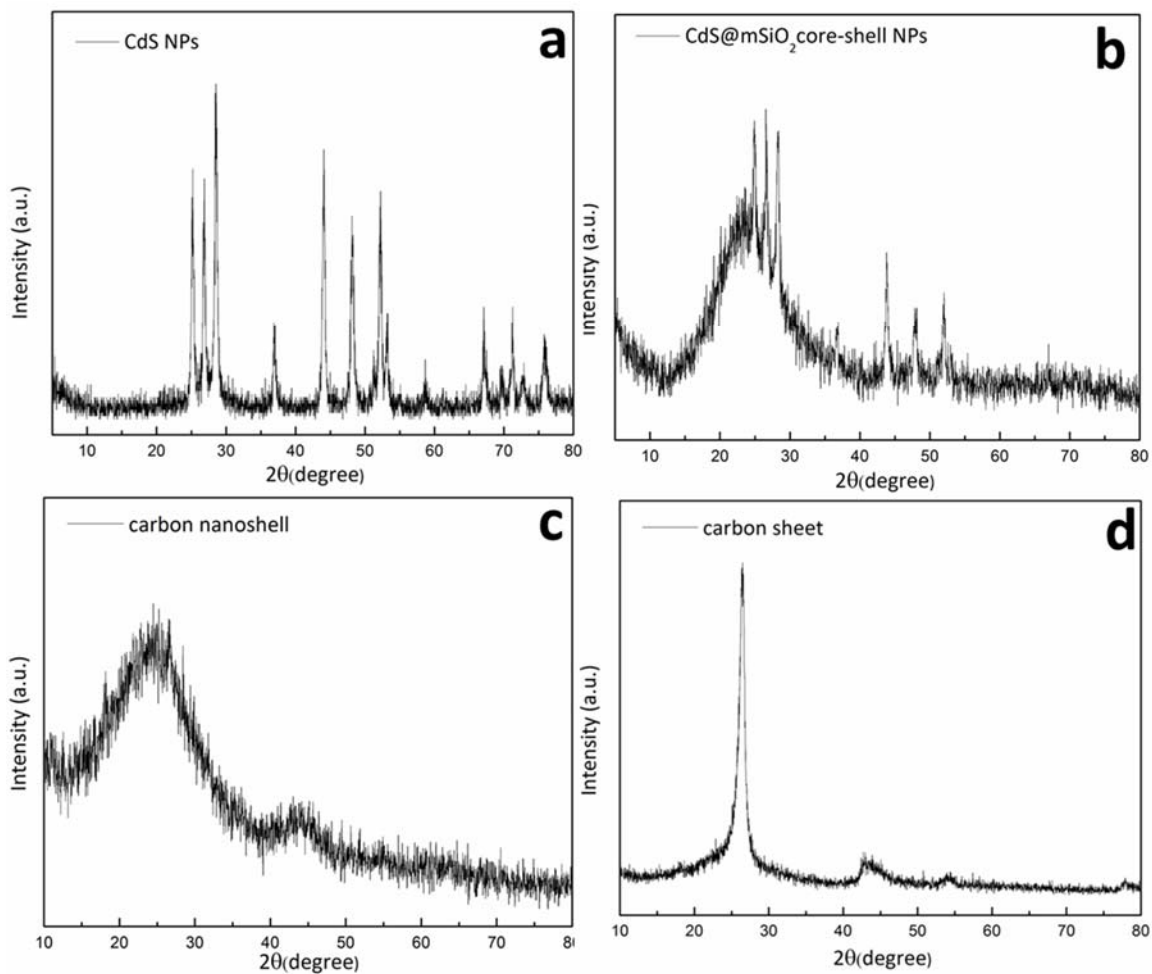 CdS NPs
a
Intensity (a.u.)
10 20 30 40 50 60 70 80
2θ(degree)
CdS@mSiO₂core-shell NPs
b
Intensity (a.u.)
10 20 30 40 50 60 70 80
2θ(degree)
carbon nanoshell
c
Intensity (a.u.)
10 20 30 40 50 60 70 80
2θ(degree)
carbon sheet
d
Intensity (a.u.)
10 20 30 40 50 60 70 80
2θ(degree)